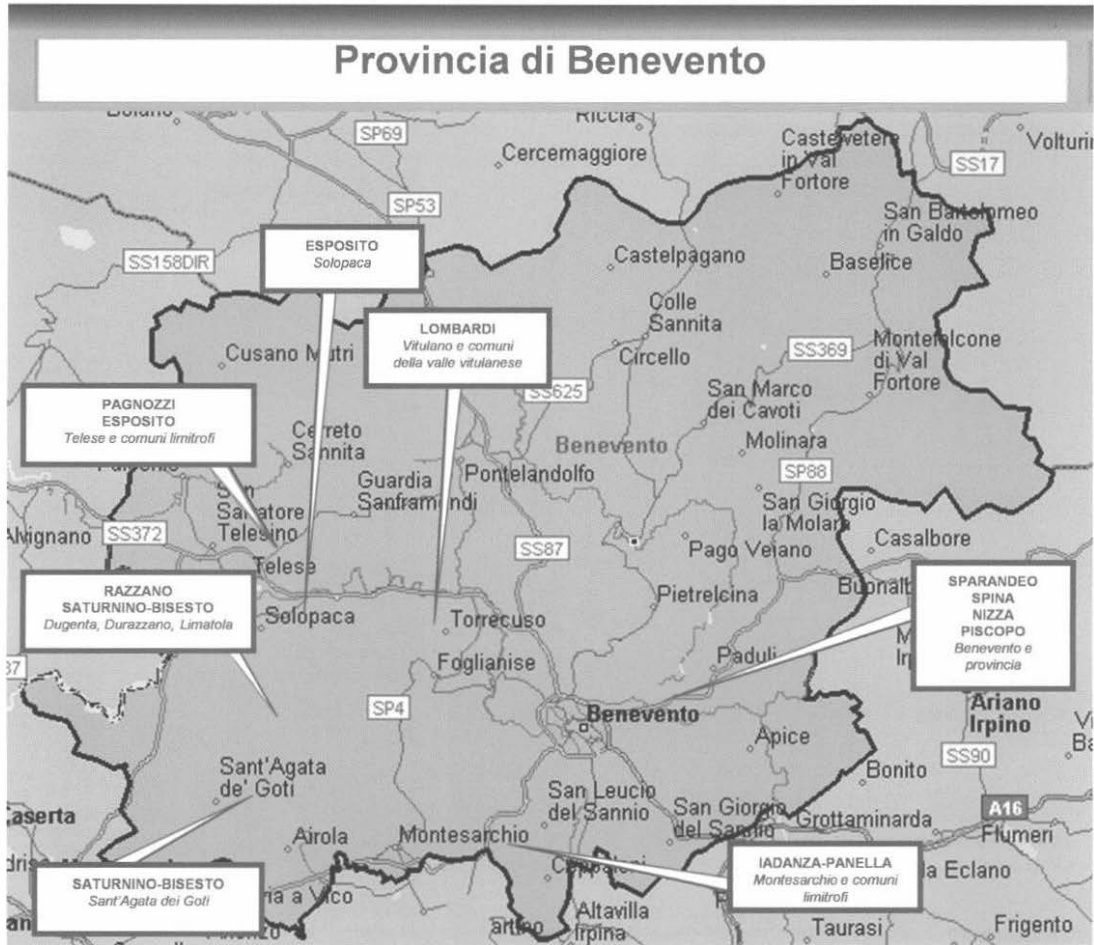 Provincia di Benevento
SP69
Riccia
Cercemaggiore
Castelvetere
in Val
Fortore
SS17
SP53
San Bartolomeo
in Galdo
ESPOSITO
Solopaca
SS158DIR
Castelpagano
Baselice
Colle
Sannita
LOMBARDI
Vitulano e comuni
della valle vitulanese
Cusano Mutri
Circello
SS369
Montefalcone
di Val
Fortore
SS625
San Marco
dei Cavoti
PAGNOZZI
ESPOSITO
Telese e comuni limitrofi
Cerreto
Sannita
Benevento
Molinara
Guardia
Sanframondi
Pontelandolfo
SP88
San
Salvatore
Telesino
San Giorgio
la Molara
Alvignano
SS372
SS87
Pago Veiano
Casalbore
Telese
RAZZANO
SATURNINO-BISESTO
Dugenta, Durazzano, Limatola
Solopaca
Torrecuso
Pietrelcina
SPARANDEO
SPINA
NIZZA
PISCOPO
Benevento e
provincia
Foglianise
Paduli
SP4
Benevento
Ariano
Irpino
Apice
SS90
Sant'Agata
de' Goti
San Leucio
del Sannio
Bonito
San Giorgio
del Sannio
Grottaminarda
A16
Flumeri
Airola
Montesarchio
SATURNINO-BISESTO
Sant'Agata dei Goti
IADANZA-PANELLA
Montesarchio e comuni
limitrofi
Altavilla
Irpina
Taurasi
Frigento